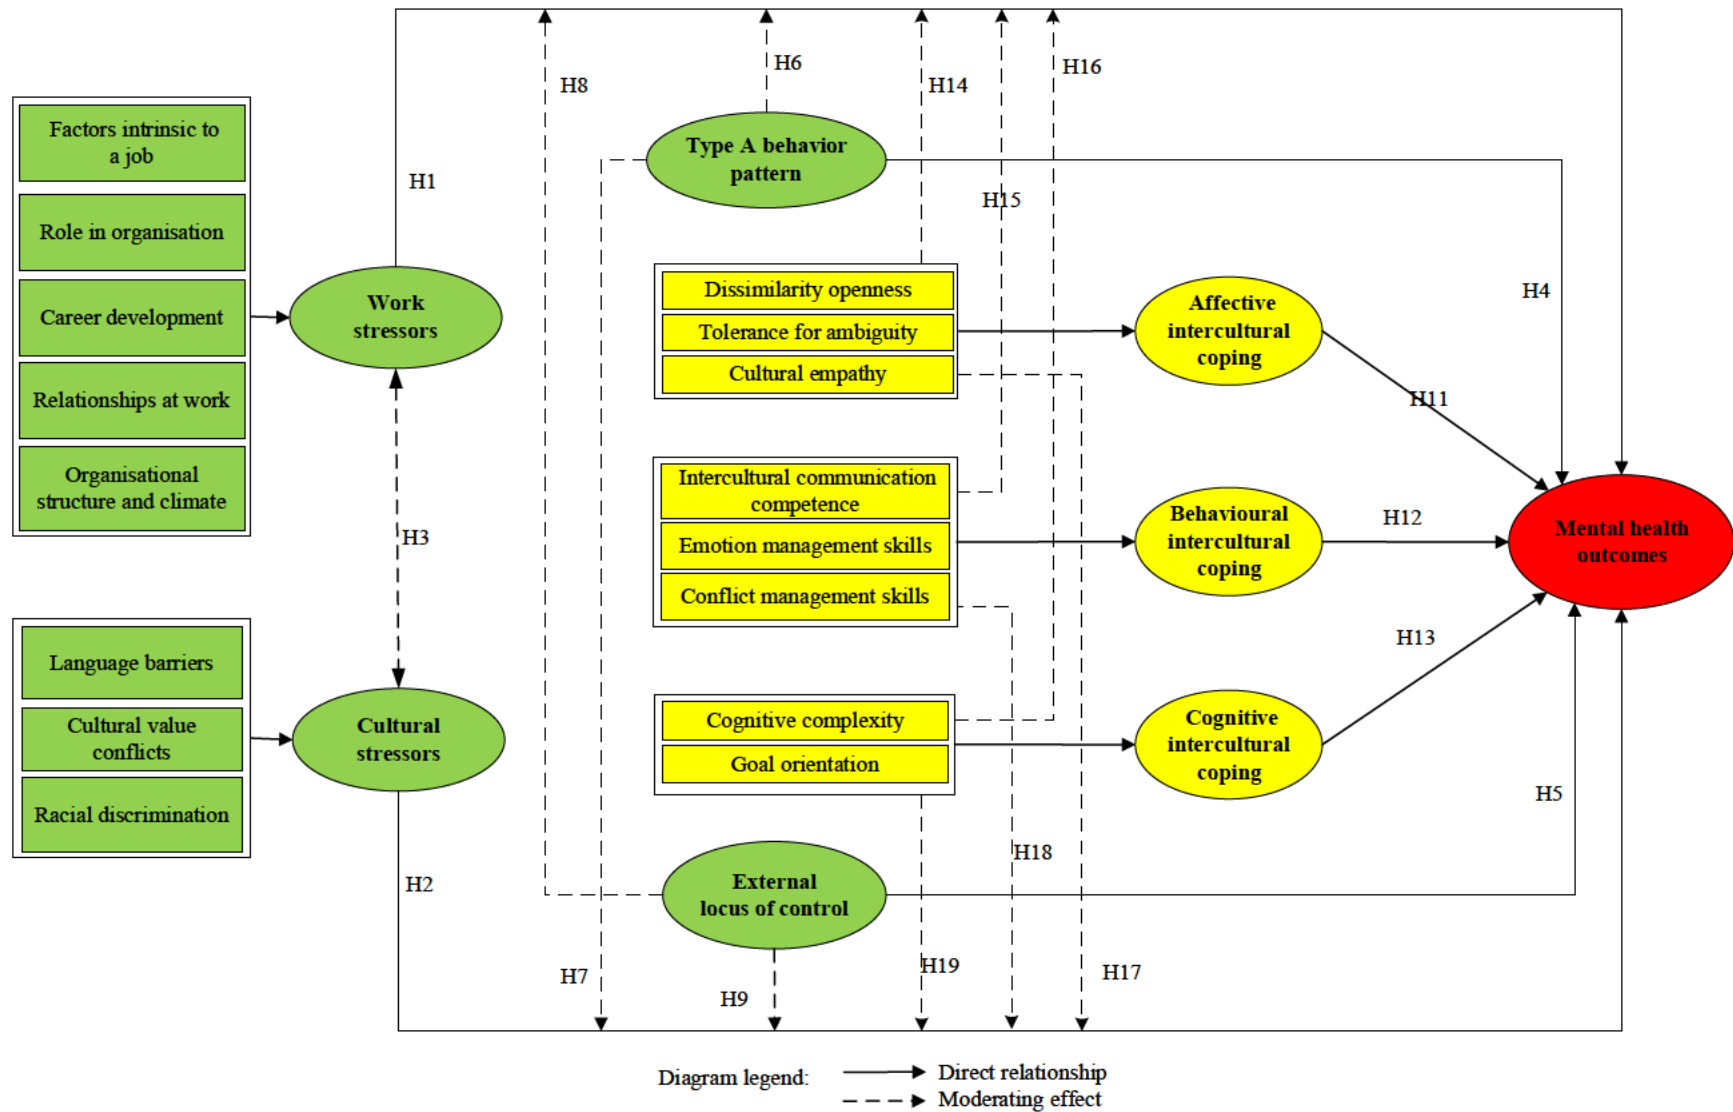 H8
H6
H14
H16
Factors intrinsic to
a job
Type A behavior
pattern
H1
H15
Role in organisation
Work
stressors
Dissimilarity openness
Tolerance for ambiguity
Cultural empathy
Affective
intercultural
coping
H4
Career development
Relationships at work
H11
Organisational
structure and climate
Intercultural communication
competence
Emotion management skills
Conflict management skills
Behavioural
intercultural
coping
H12
Mental health
outcomes
H3
H13
Language barriers
Cultural value
conflicts
Racial discrimination
Cultural
stressors
Cognitive complexity
Goal orientation
Cognitive
intercultural
coping
H5
H18
H2
External
locus of control
H7
H9
H19
H17
Diagram legend:
Direct relationship
Moderating effect